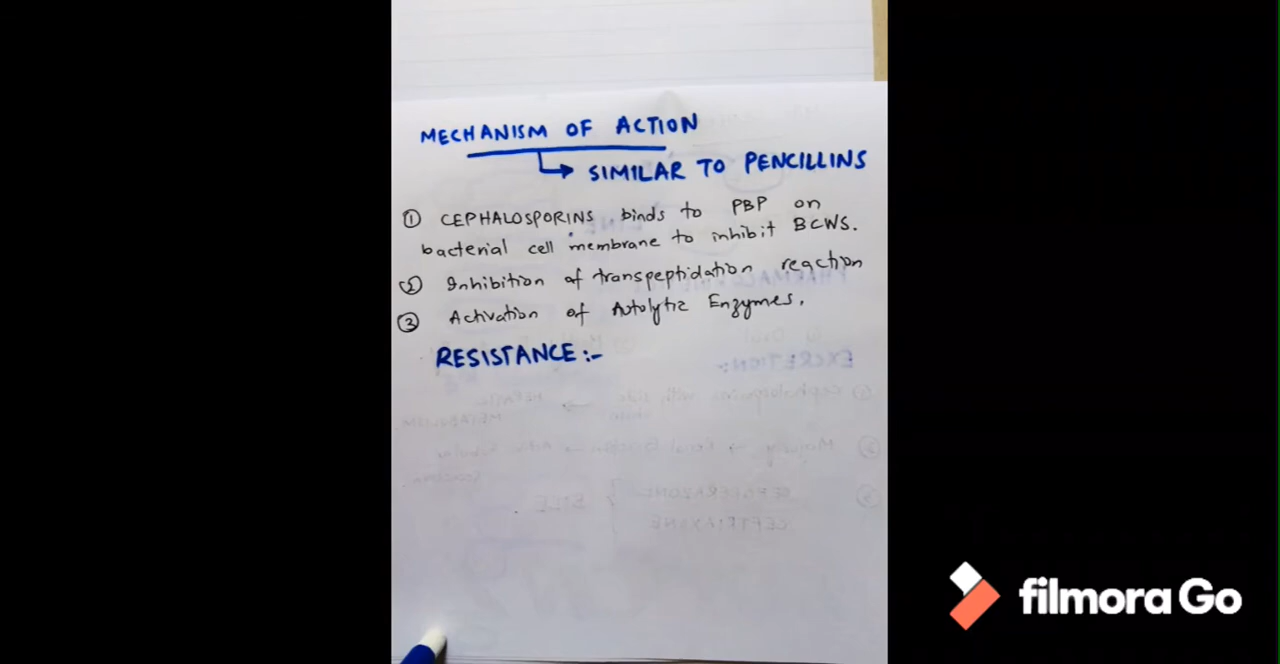 MECHANISM OF ACTION
SIMILAR TO PENCILLINS
① CEPHALOSPORINS binds to PBP on
bacterial cell membrane to inhibit BCWS.
② Inhibition of transpeptidation reaction
③ Activation of Autolytic Enzymes.
RESISTANCE:-
filmora Go